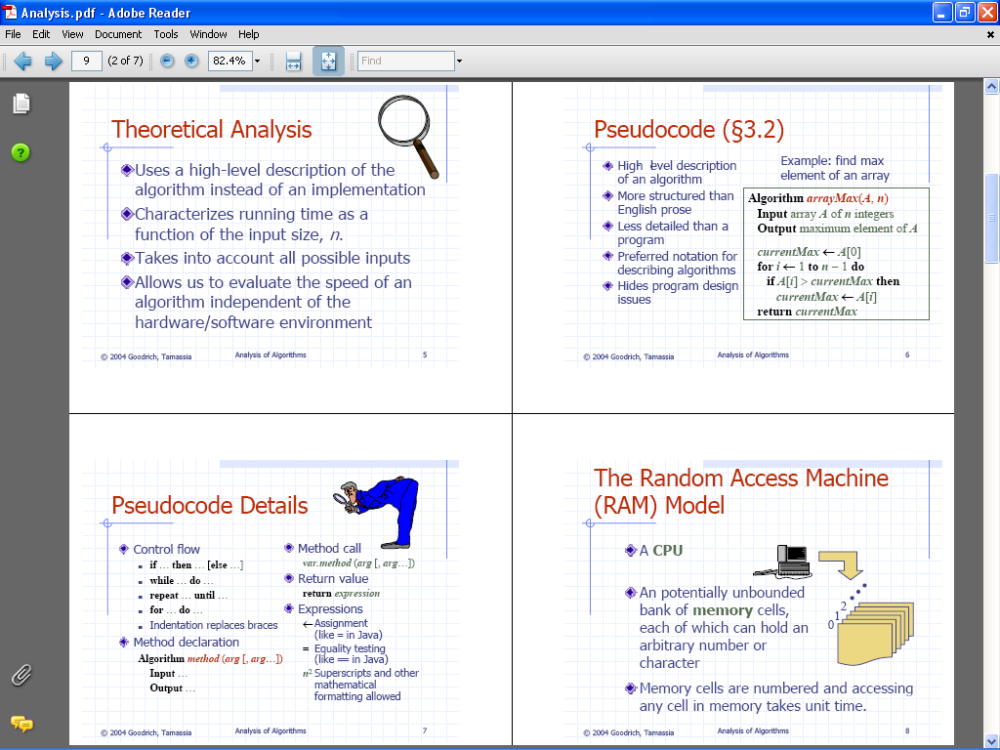 Analysis.pdf - Adobe Reader
File Edit View Document Tools Window Help
9 (2 of 7) 82.4% Find
Theoretical Analysis
Uses a high-level description of the
algorithm instead of an implementation
Characterizes running time as a
function of the input size, n.
Takes into account all possible inputs
Allows us to evaluate the speed of an
algorithm independent of the
hardware/software environment
© 2004 Goodrich, Tamassia Analysis of Algorithms 5
Pseudocode (§3.2)
High level description
of an algorithm
More structured than
English prose
Less detailed than a
program
Preferred notation for
describing algorithms
Hides program design
issues
Example: find max
element of an array
Algorithm arrayMax(A, n)
Input array A of n integers
Output maximum element of A
currentMax ← A[0]
for i ← 1 to n − 1 do
if A[i] > currentMax then
currentMax ← A[i]
return currentMax
© 2004 Goodrich, Tamassia Analysis of Algorithms 6
Pseudocode Details
Control flow
if … then … [else …]
while … do …
repeat … until …
for … do …
Indentation replaces braces
Method declaration
Algorithm method (arg [, arg…])
Input …
Output …
Method call
var.method (arg [, arg…])
Return value
return expression
Expressions
← Assignment
(like = in Java)
= Equality testing
(like == in Java)
n² Superscripts and other
mathematical
formatting allowed
© 2004 Goodrich, Tamassia Analysis of Algorithms 7
The Random Access Machine
(RAM) Model
A CPU
An potentially unbounded
bank of memory cells,
each of which can hold an
arbitrary number or
character
2
1
0
Memory cells are numbered and accessing
any cell in memory takes unit time.
© 2004 Goodrich, Tamassia Analysis of Algorithms 8